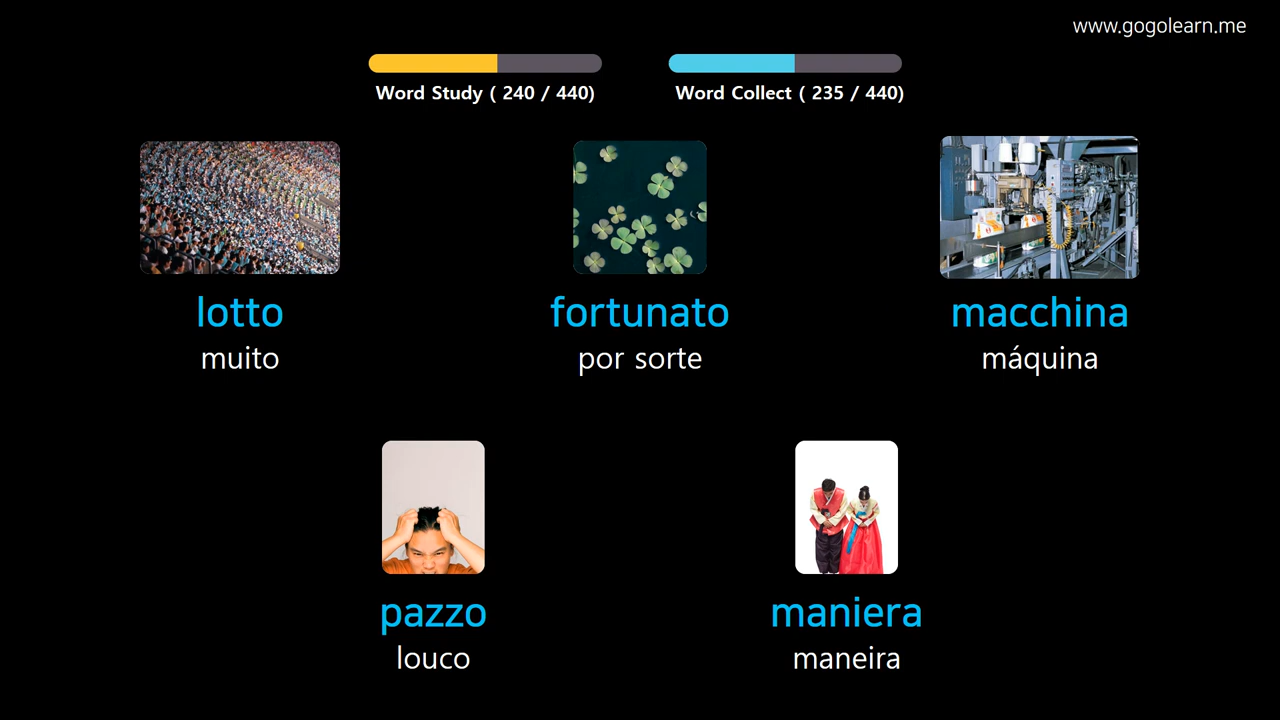 www.gogolearn.me
Word Study ( 240 / 440)
Word Collect ( 235 / 440)
lotto
muito
fortunato
por sorte
macchina
máquina
pazzo
louco
maniera
maneira